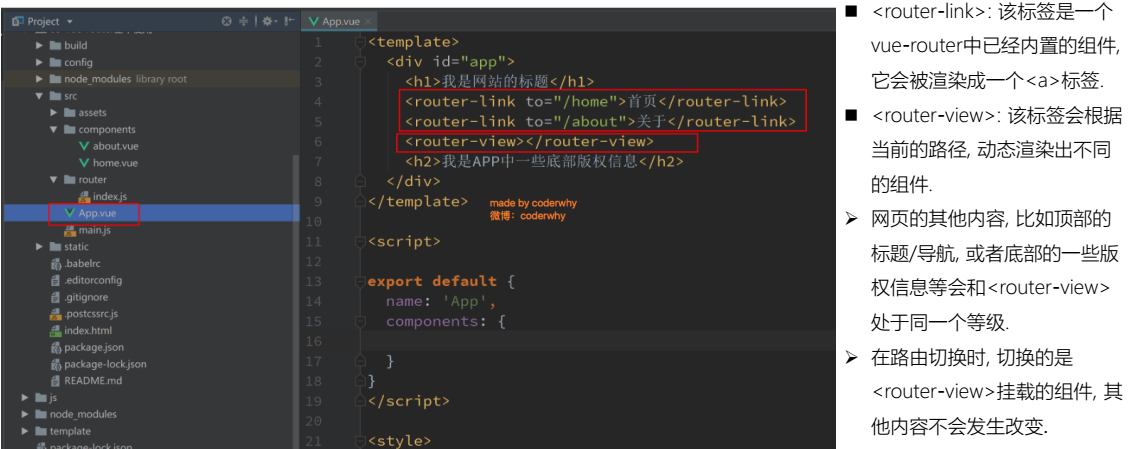 Project
build
config
node_modules library root
src
assets
components
about.vue
home.vue
router
index.js
App.vue
main.js
static
.babelrc
.editorconfig
.gitignore
.postcssrc.js
index.html
package.json
package-lock.json
README.md
js
node_modules
template
package-lock.json
App.vue
1 <template>
2 <div id="app">
3 <h1>我是网站的标题</h1>
4 <router-link to="/home">首页</router-link>
5 <router-link to="/about">关于</router-link>
6 <router-view></router-view>
7 <h2>我是APP中一些底部版权信息</h2>
8 </div>
9 </template>
made by coderwhy
微博：coderwhy
10
11 <script>
12
13 export default {
14 name: 'App',
15 components: {
16
17 }
18 }
19 </script>
20
21 <style>
■ <router-link>: 该标签是一个
vue-router中已经内置的组件,
它会被渲染成一个<a>标签.
■ <router-view>: 该标签会根据
当前的路径, 动态渲染出不同
的组件.
➢ 网页的其他内容, 比如顶部的
标题/导航, 或者底部的一些版
权信息等会和<router-view>
处于同一个等级.
➢ 在路由切换时, 切换的是
<router-view>挂载的组件, 其
他内容不会发生改变.